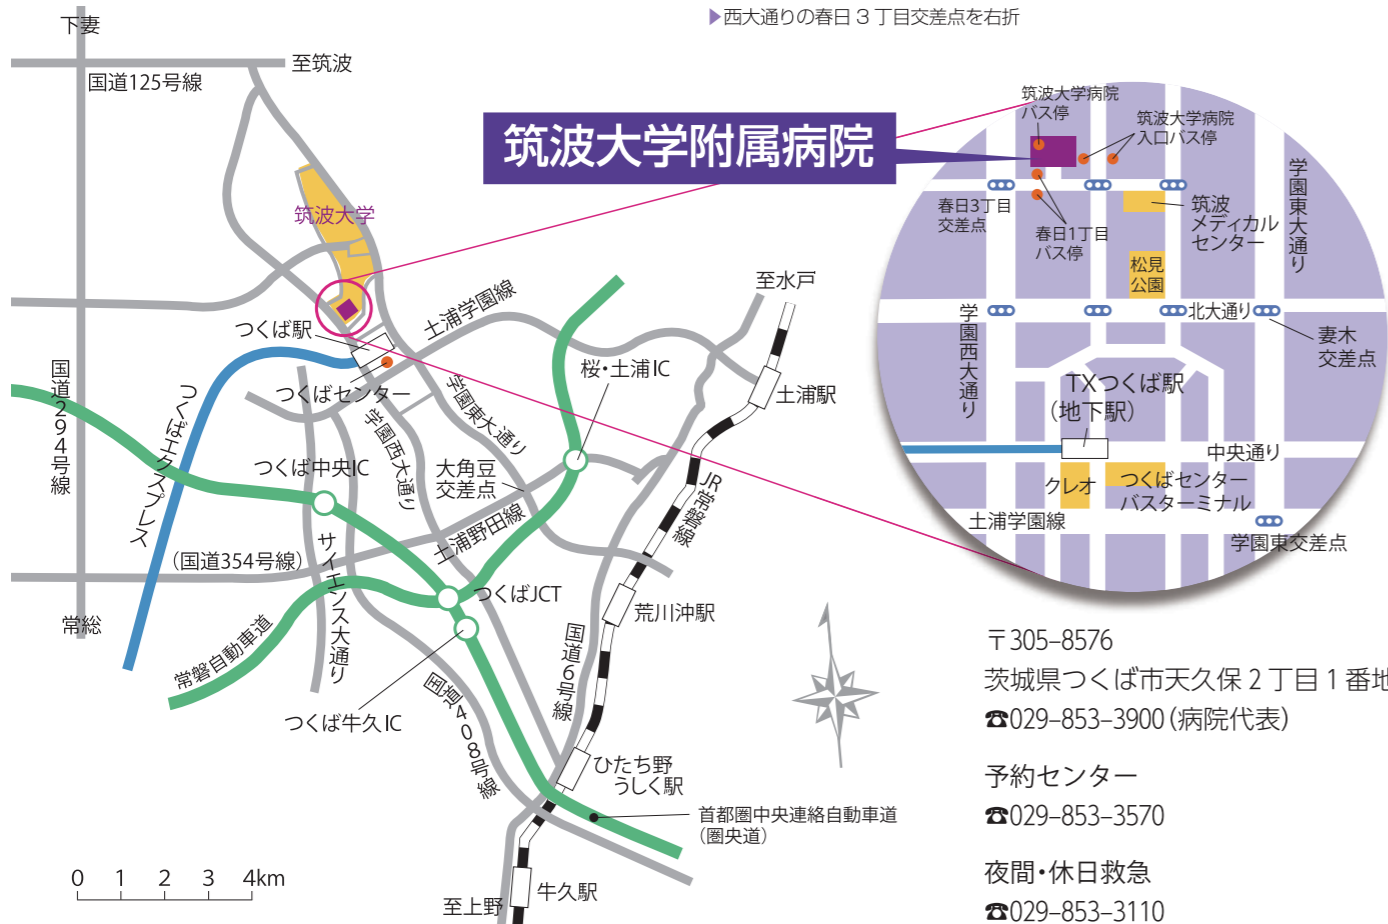 ▶西大通りの春日3丁目交差点を右折
下妻
至筑波
国道125号線
筑波大学附属病院
筑波大学病院
バス停
筑波大学病院
入口バス停
学園東大通り
春日3丁目
交差点
春日1丁目
バス停
筑波
メディカル
センター
松見
公園
北大通り
妻木
交差点
学園西大通り
TXつくば駅
(地下駅)
中央通り
クレオ
つくばセンター
バスターミナル
土浦学園線
学園東交差点
筑波大学
至水戸
土浦学園線
つくば駅
つくばセンター
桜・土浦IC
土浦駅
国道294号線
つくばエクスプレス
学園東大通り
学園西大通り
つくば中央IC
大角豆
交差点
JR常磐線
土浦野田線
(国道354号線)
サイエンス大通り
つくばJCT
荒川沖駅
常総
常磐自動車道
国道6号線
つくば牛久IC
国道408号線
ひたち野
うしく駅
首都圏中央連絡自動車道
(圏央道)
0 1 2 3 4km
至上野
牛久駅
〒305-8576
茨城県つくば市天久保2丁目1番地
☎029-853-3900(病院代表)
予約センター
☎029-853-3570
夜間・休日救急
☎029-853-3110